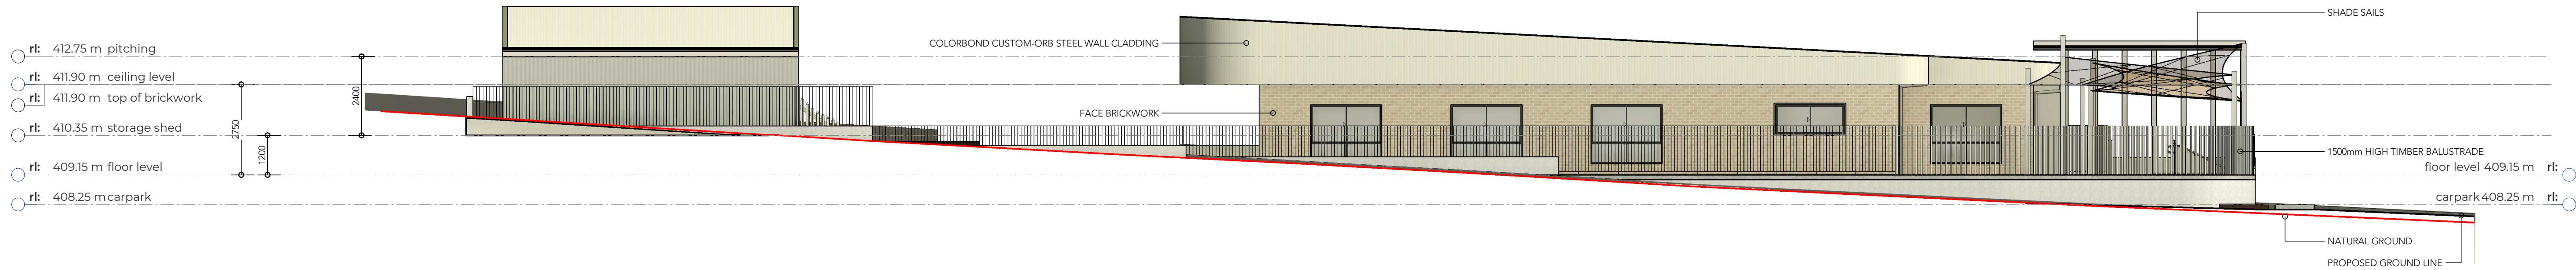 rl: 412.75 m pitching
rl: 411.90 m ceiling level
rl: 411.90 m top of brickwork
rl: 410.35 m storage shed
rl: 409.15 m floor level
rl: 408.25 m carpark
2750
1200
2400
COLORBOND CUSTOM-ORB STEEL WALL CLADDING
FACE BRICKWORK
SHADE SAILS
1500mm HIGH TIMBER BALUSTRADE
floor level 409.15 m rl:
carpark 408.25 m rl:
NATURAL GROUND
PROPOSED GROUND LINE